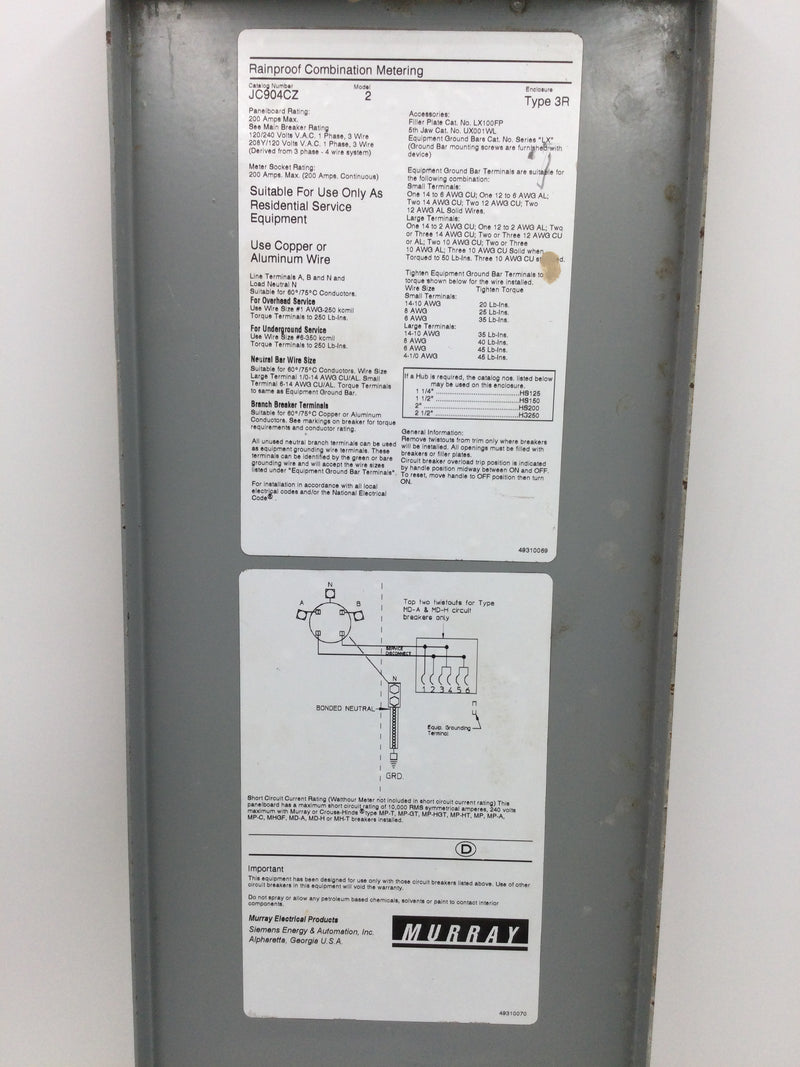 Rainproof Combination Metering
Catalog Number
JC904CZ
Model
2
Enclosure
Type 3R
Panelboard Rating:
200 Amps Max.
See Main Breaker Rating
120/240 Volts V.A.C. 1 Phase, 3 Wire
208Y/120 Volts V.A.C. 1 Phase, 3 Wire
(Derived from 3 phase - 4 wire system)
Meter Socket Rating:
200 Amps. Max. (200 Amps. Continuous)
Suitable For Use Only As
Residential Service
Equipment
Use Copper or
Aluminum Wire
Line Terminals A, B and N and
Load Neutral N
Suitable for 60°/75°C Conductors.
For Overhead Service
Use Wire Size #1 AWG-250 kcmil
Torque Terminals to 250 Lb-Ins.
For Underground Service
Use Wire Size #6-350 kcmil
Torque Terminals to 250 Lb-Ins.
Neutral Bar Wire Size
Suitable for 60°/75°C Conductors. Wire Size
Large Terminal 1/0-14 AWG CU/AL. Small
Terminal 6-14 AWG CU/AL. Torque Terminals
to same as Equipment Ground Bar.
Branch Breaker Terminals
Suitable for 60°/75°C Copper or Aluminum
Conductors. See markings on breaker for torque
requirements and conductor rating.
All unused neutral branch terminals can be used
as equipment grounding wire terminals. These
terminals can be identified by the green or bare
grounding wire and will accept the wire sizes
listed under "Equipment Ground Bar Terminals".
For installation in accordance with all local
electrical codes and/or the National Electrical
Code®.
Accessories:
Filler Plate Cat. No. LX100FP
5th Jaw Cat. No. UX001WL
Equipment Ground Bars Cat. No. Series "LX"
(Ground Bar mounting screws are furnished with
device)
Equipment Ground Bar Terminals are suitable for
the following combination:
Small Terminals:
One 14 to 6 AWG CU; One 12 to 6 AWG AL;
Two 14 AWG CU; Two 12 AWG CU; Two
12 AWG AL Solid Wires.
Large Terminals:
One 14 to 2 AWG CU; One 12 to 2 AWG AL; Two
or Three 14 AWG CU; Two or Three 12 AWG CU
or AL; Two 10 AWG CU; Two or Three
10 AWG AL; Three 10 AWG CU Solid when
Torqued to 50 Lb-Ins. Three 10 AWG CU
Tighten Equipment Ground Bar Terminals to
torque shown below for the wire installed.
Wire Size Tighten Torque
Small Terminals:
14-10 AWG 20 Lb-Ins.
8 AWG 25 Lb-Ins.
6 AWG 35 Lb-Ins.
Large Terminals:
14-10 AWG 35 Lb-Ins.
8 AWG 40 Lb-Ins.
6 AWG 45 Lb-Ins.
4-1/0 AWG 45 Lb-Ins.
If a Hub is required, the catalog nos. listed below
may be used on this enclosure.
1 1/4" ..............................HS125
1 1/2" ..............................HS150
2" ..................................HS200
2 1/2" ..............................H3250
General Information:
Remove twistouts from trim only where breakers
will be installed. All openings must be filled with
breakers or filler plates.
Circuit breaker overload trip position is indicated
by handle position midway between ON and OFF.
To reset, move handle to OFF position then turn
ON.
49310069
N
A
B
Top two twistouts for Type
MD-A & MD-H circuit
breakers only
SERVICE
DISCONNECT
1 2 3 4 5 6
N
BONDED NEUTRAL
Equip. Grounding
Terminal
GRD.
Short Circuit Current Rating (Watthour Meter not included in short circuit current rating) This
panelboard has a maximum short circuit rating of 10,000 RMS symmetrical amperes, 240 volts
maximum with Murray or Crouse-Hinds® type MP-T, MP-GT, MP-HGT, MP-HT, MP, MP-A,
MP-C, MHGF, MD-A, MD-H or MH-T breakers installed.
D
Important
This equipment has been designed for use only with those circuit breakers listed above. Use of other
circuit breakers in this equipment will void the warranty.
Do not spray or allow any petroleum based chemicals, solvents or paint to contact interior
components.
Murray Electrical Products
Siemens Energy & Automation, Inc.
Alpharetta, Georgia U.S.A.
MURRAY
49310070